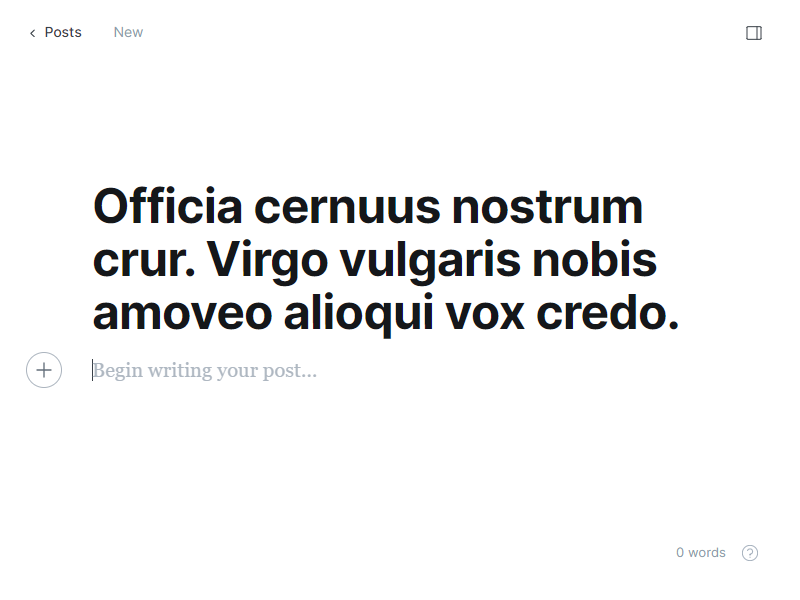 Posts New
Officia cernuus nostrum
crur. Virgo vulgaris nobis
amoveo alioqui vox credo.
Begin writing your post...
0 words